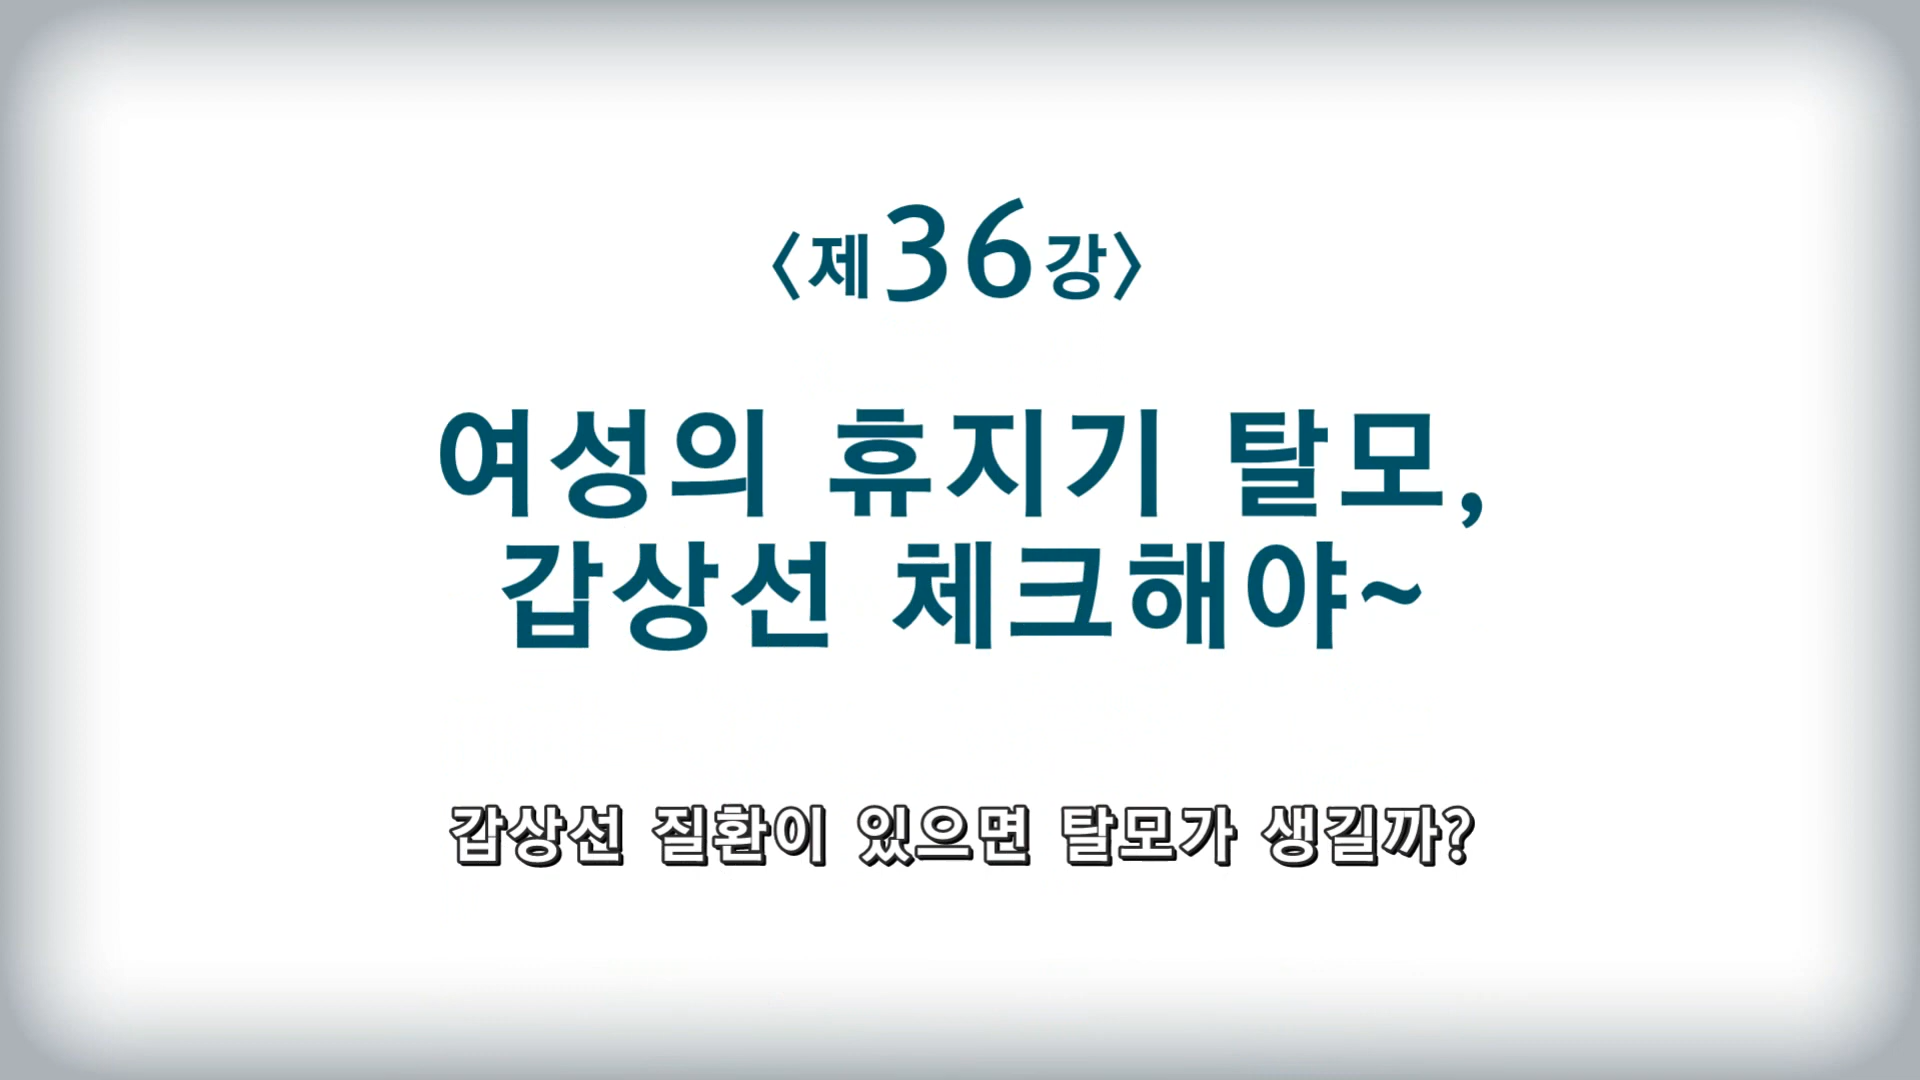 〈제36강〉
여성의 휴지기 탈모,
갑상선 체크해야~
갑상선 질환이 있으면 탈모가 생길까?